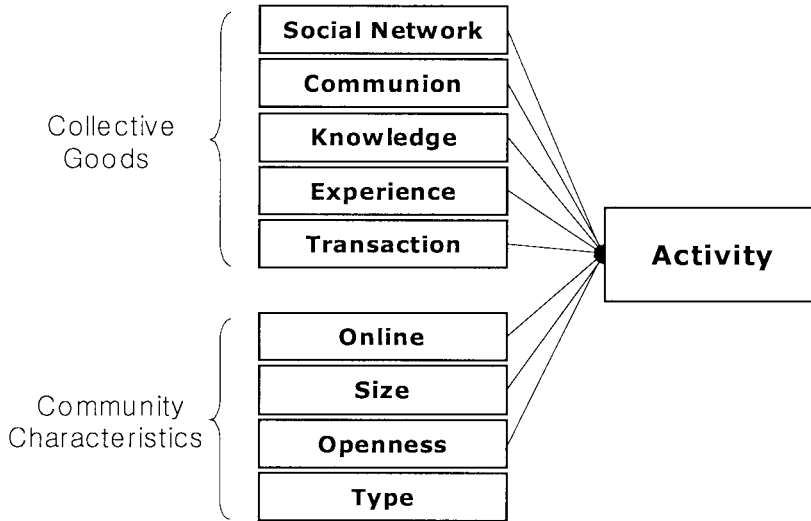 Collective
Goods
Social Network
Communion
Knowledge
Experience
Transaction
Activity
Community
Characteristics
Online
Size
Openness
Type